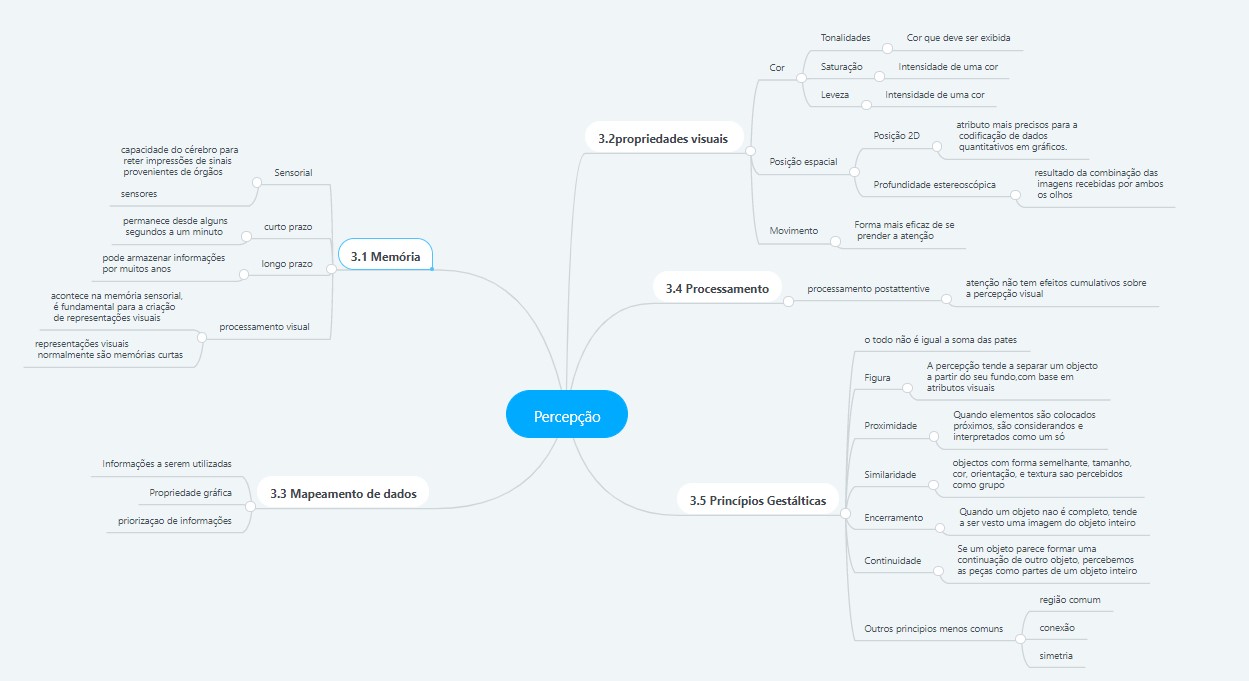 Percepção
3.1 Memória
Sensorial
capacidade do cérebro para
reter impressões de sinais
provenientes de órgãos
sensores
curto prazo
permanece desde alguns
segundos a um minuto
longo prazo
pode armazenar informações
por muitos anos
processamento visual
acontece na memória sensorial,
é fundamental para a criação
de representações visuais
representações visuais
normalmente são memórias curtas
3.2propriedades visuais
Cor
Tonalidades
Cor que deve ser exibida
Saturação
Intensidade de uma cor
Leveza
Intensidade de uma cor
Posição espacial
Posição 2D
atributo mais precisos para a
codificação de dados
quantitativos em gráficos.
Profundidade estereoscópica
resultado da combinação das
imagens recebidas por ambos
os olhos
Movimento
Forma mais eficaz de se
prender a atenção
3.3 Mapeamento de dados
Informações a serem utilizadas
Propriedade gráfica
priorizaçao de informações
3.4 Processamento
processamento postattentive
atenção não tem efeitos cumulativos sobre
a percepção visual
3.5 Princípios Gestálticas
o todo não é igual a soma das pates
Figura
A percepção tende a separar um objecto
a partir do seu fundo,com base em
atributos visuais
Proximidade
Quando elementos são colocados
próximos, são considerandos e
interpretados como um só
Similaridade
objectos com forma semelhante, tamanho,
cor, orientação, e textura sao percebidos
como grupo
Encerramento
Quando um objeto nao é completo, tende
a ser vesto uma imagem do objeto inteiro
Continuidade
Se um objeto parece formar uma
continuação de outro objeto, percebemos
as peças como partes de um objeto inteiro
Outros principios menos comuns
região comum
conexão
simetria